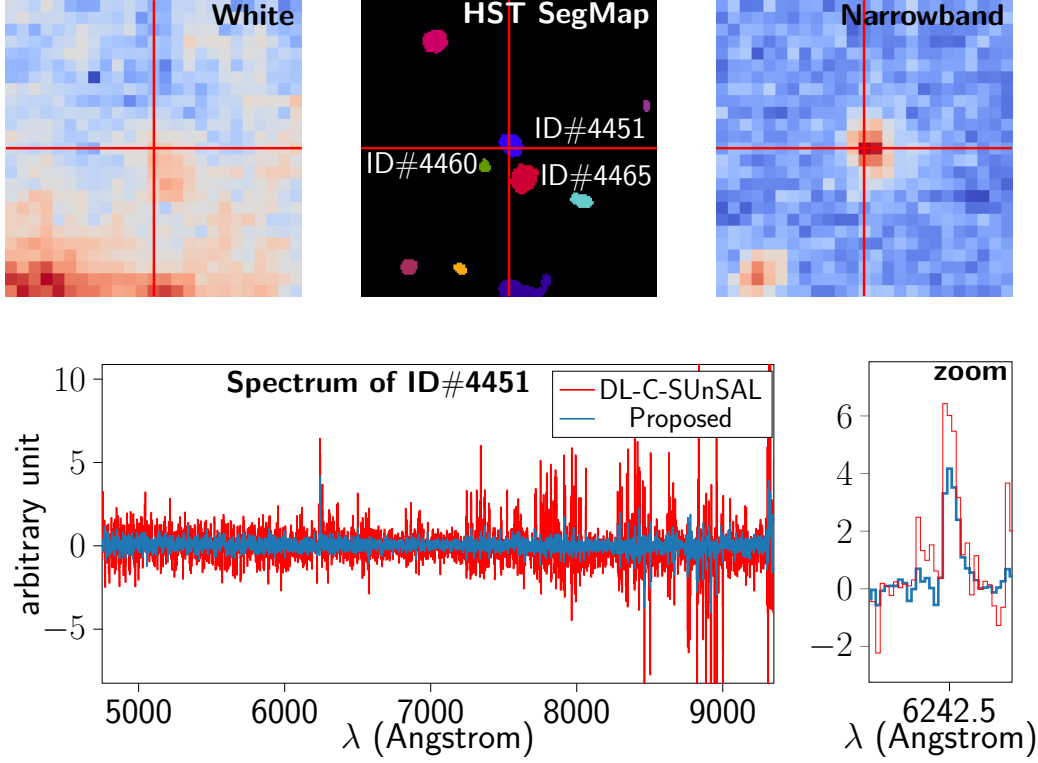 White
HST SegMap
Narrowband
ID#4451
ID#4460
ID#4465
Spectrum of ID#4451
DL-C-SUnSAL
Proposed
arbitrary unit
10
5
0
−5
5000 6000 7000 8000 9000
λ (Angstrom)
zoom
6
4
2
0
−2
6242.5
λ (Angstrom)